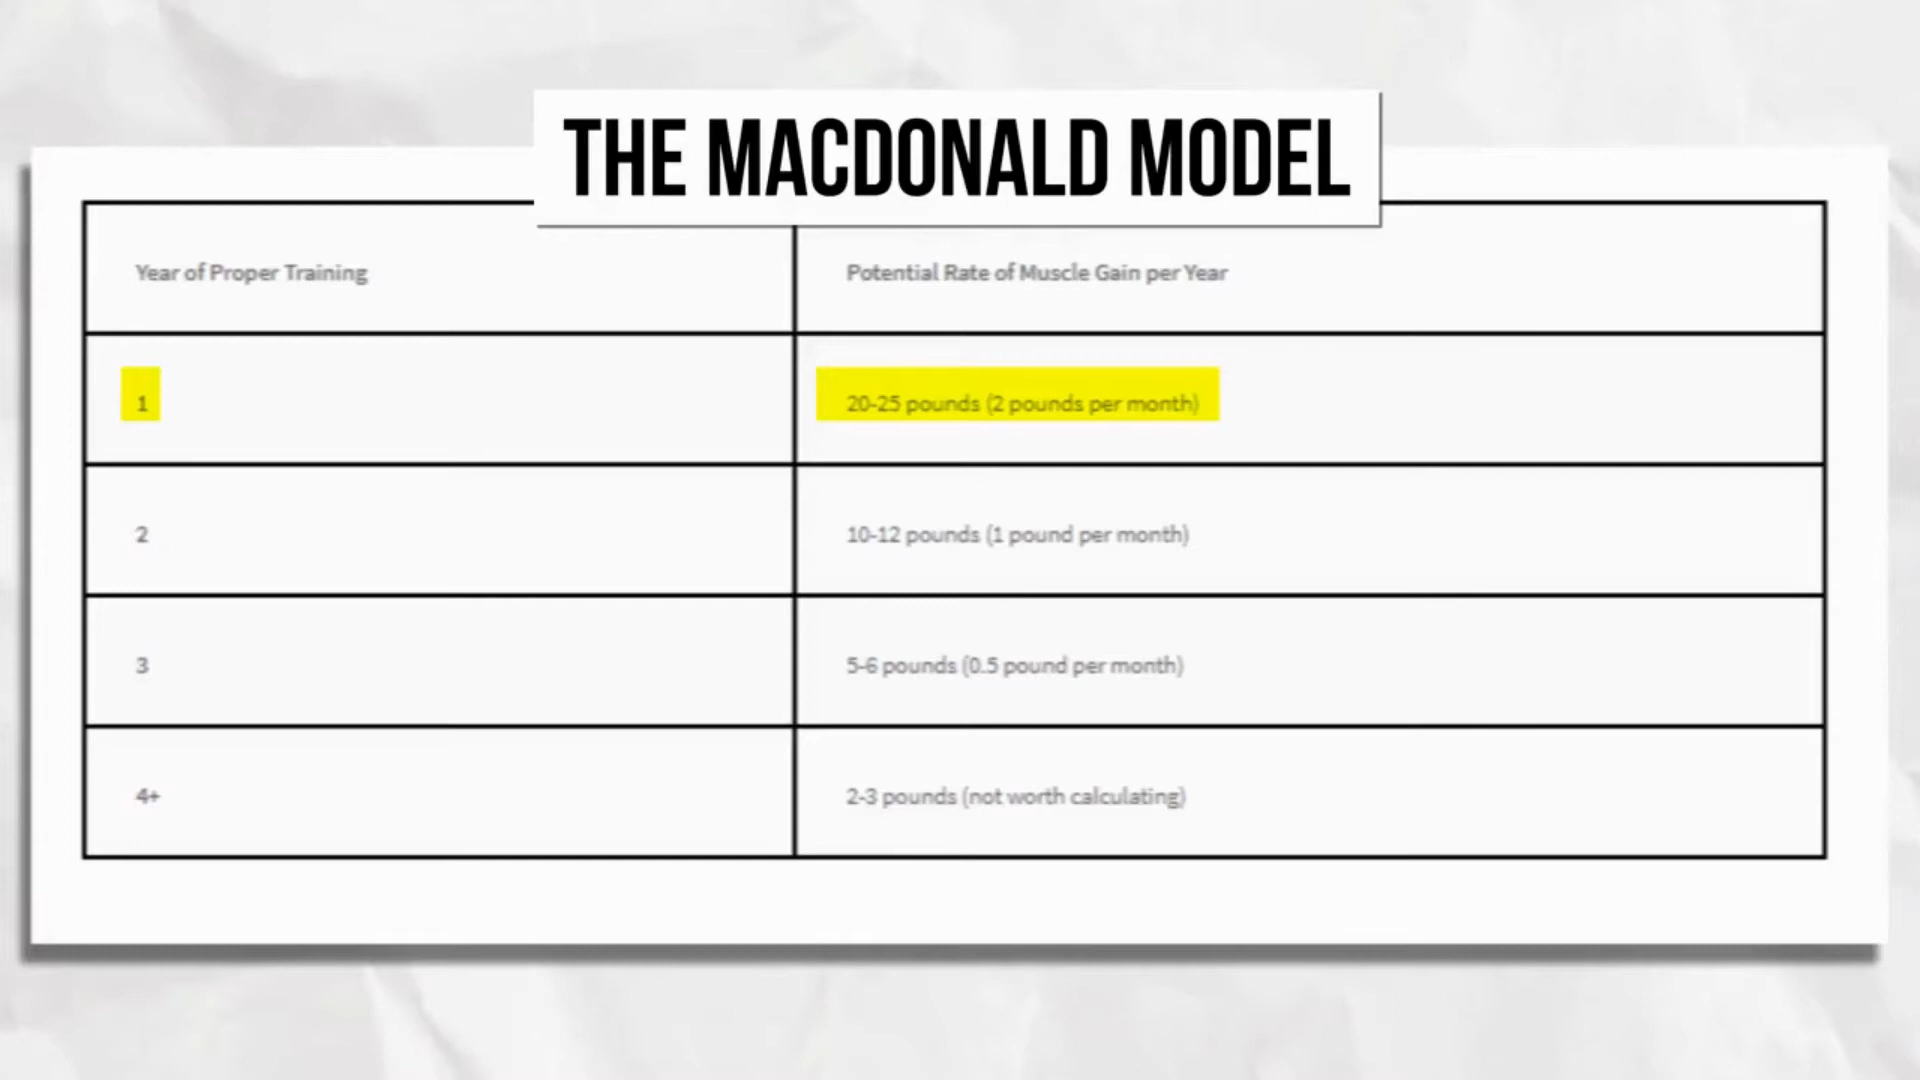 THE MACDONALD MODEL
Year of Proper Training
Potential Rate of Muscle Gain per Year
1
20-25 pounds (2 pounds per month)
2
10-12 pounds (1 pound per month)
3
5-6 pounds (0.5 pound per month)
4+
2-3 pounds (not worth calculating)